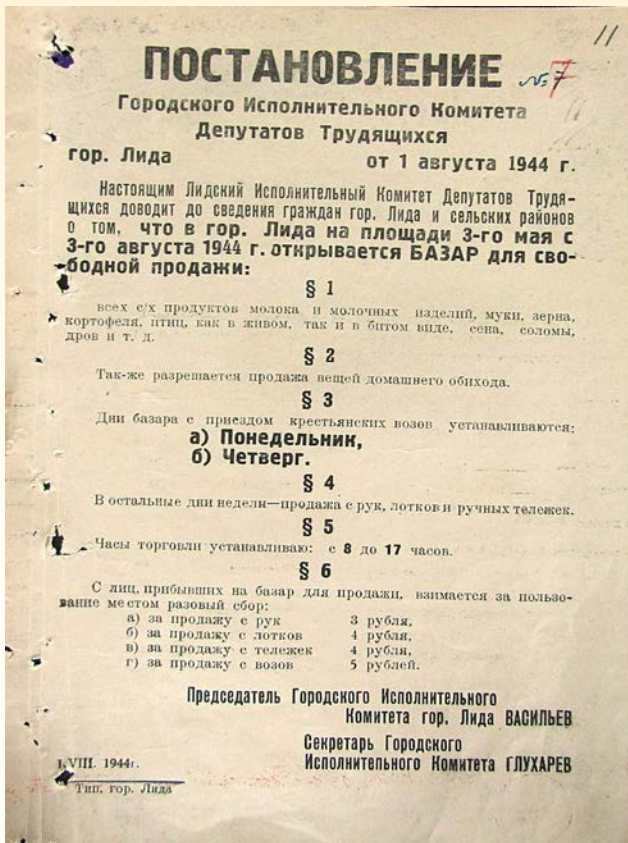 11
ПОСТАНОВЛЕНИЕ № 7
Городского Исполнительного Комитета
Депутатов Трудящихся
гор. Лида от 1 августа 1944 г.
Настоящим Лидский Исполнительный Комитет Депутатов Трудя-
щихся доводит до сведения граждан гор. Лида и сельских районов
о том, что в гор. Лида на площади 3-го мая с
3-го августа 1944 г. открывается БАЗАР для сво-
бодной продажи:
§ 1
всех с/х продуктов молока и молочных изделий, муки, зерна,
картофеля, птиц, как в живом, так и в битом виде, сена, соломы,
дров и т. д.
§ 2
Так-же разрешается продажа вещей домашнего обихода.
§ 3
Дни базара с приездом крестьянских возов устанавливаются:
а) Понедельник,
б) Четверг.
§ 4
В остальные дни недели—продажа с рук, лотков и ручных тележек.
§ 5
Часы торговли устанавливаю: с 8 до 17 часов.
§ 6
С лиц, прибывших на базар для продажи, взимается за пользо-
вание местом разовый сбор:
а) за продажу с рук 3 рубля,
б) за продажу с лотков 4 рубля,
в) за продажу с тележек 4 рубля,
г) за продажу с возов 5 рублей.
Председатель Городского Исполнительного
Комитета гор. Лида ВАСИЛЬЕВ
Секретарь Городского
Исполнительного Комитета ГЛУХАРЕВ
1.VIII. 1944г.
Тип. гор. Лида